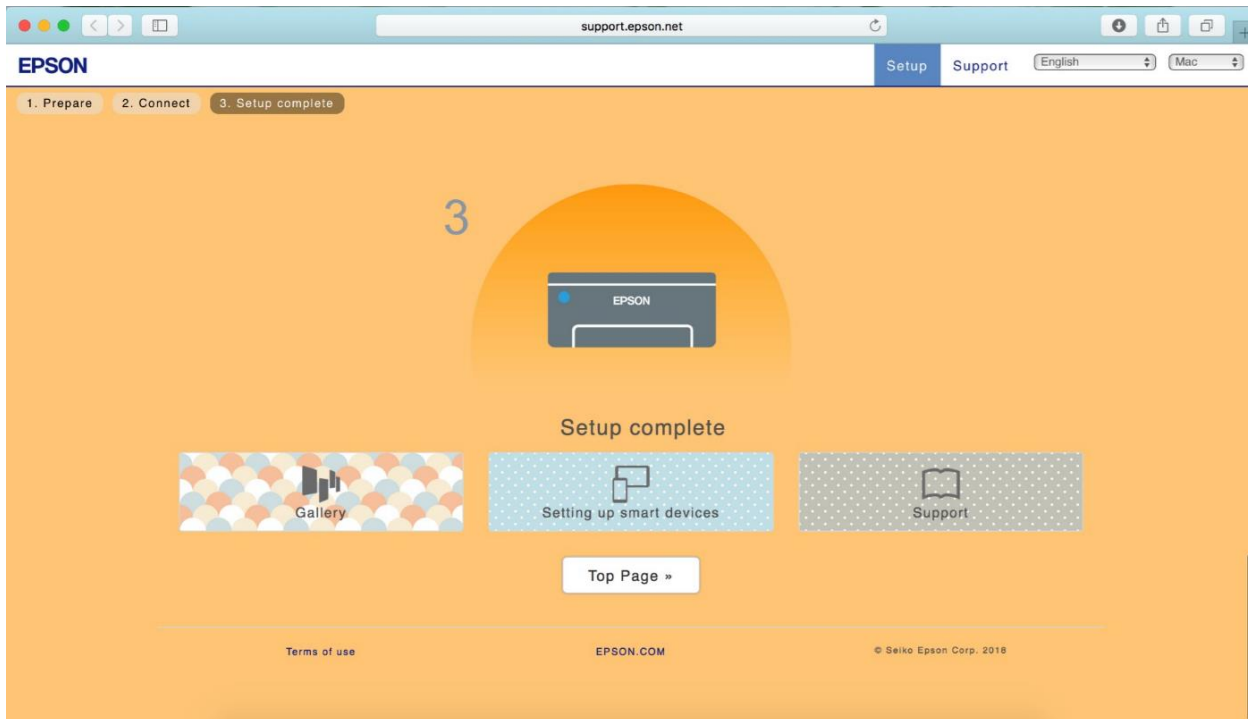 support.epson.net
EPSON
Setup
Support
English
Mac
1. Prepare
2. Connect
3. Setup complete
3
EPSON
Setup complete
Gallery
Setting up smart devices
Support
Top Page »
Terms of use
EPSON.COM
© Seiko Epson Corp. 2016